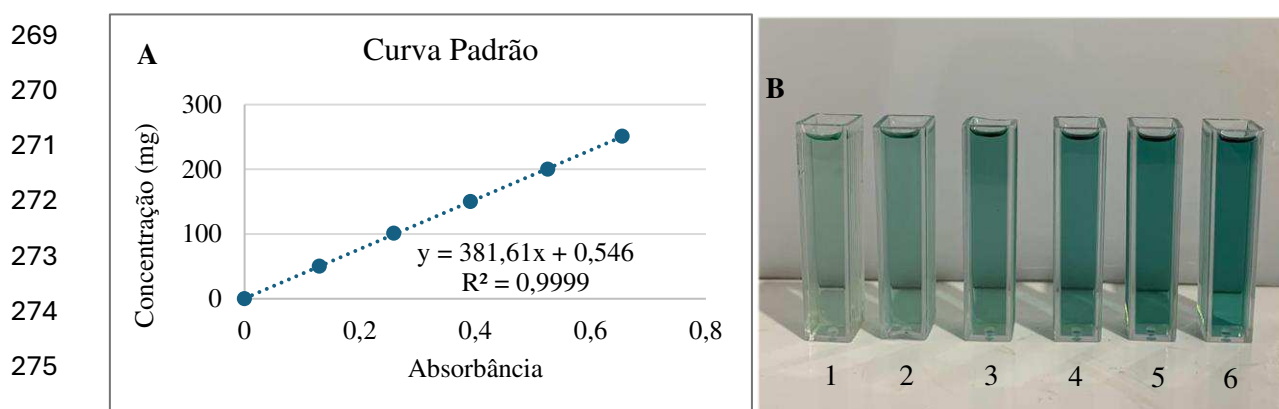 269
270
271
272
273
274
275
A
Curva Padrão
Concentração (mg)
300
200
100
0
y = 381,61x + 0,546
R² = 0,9999
0 0,2 0,4 0,6 0,8
Absorbância
B
1 2 3 4 5 6